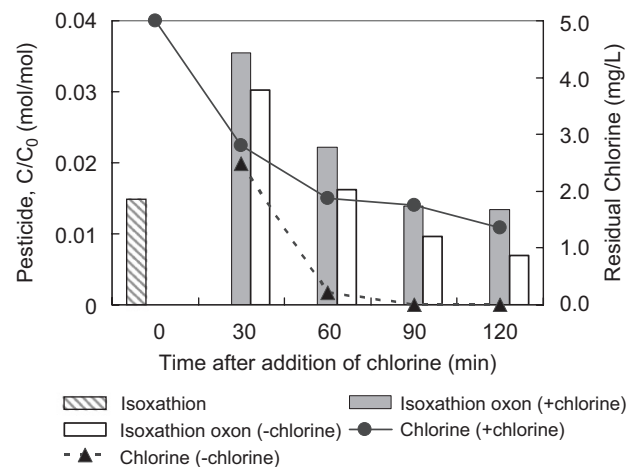 0.04
0.03
0.02
0.01
0
Pesticide, C/C0 (mol/mol)
5.0
4.0
3.0
2.0
1.0
0.0
Residual Chlorine (mg/L)
0 30 60 90 120
Time after addition of chlorine (min)
Isoxathion
Isoxathion oxon (+chlorine)
Isoxathion oxon (-chlorine)
Chlorine (+chlorine)
Chlorine (-chlorine)